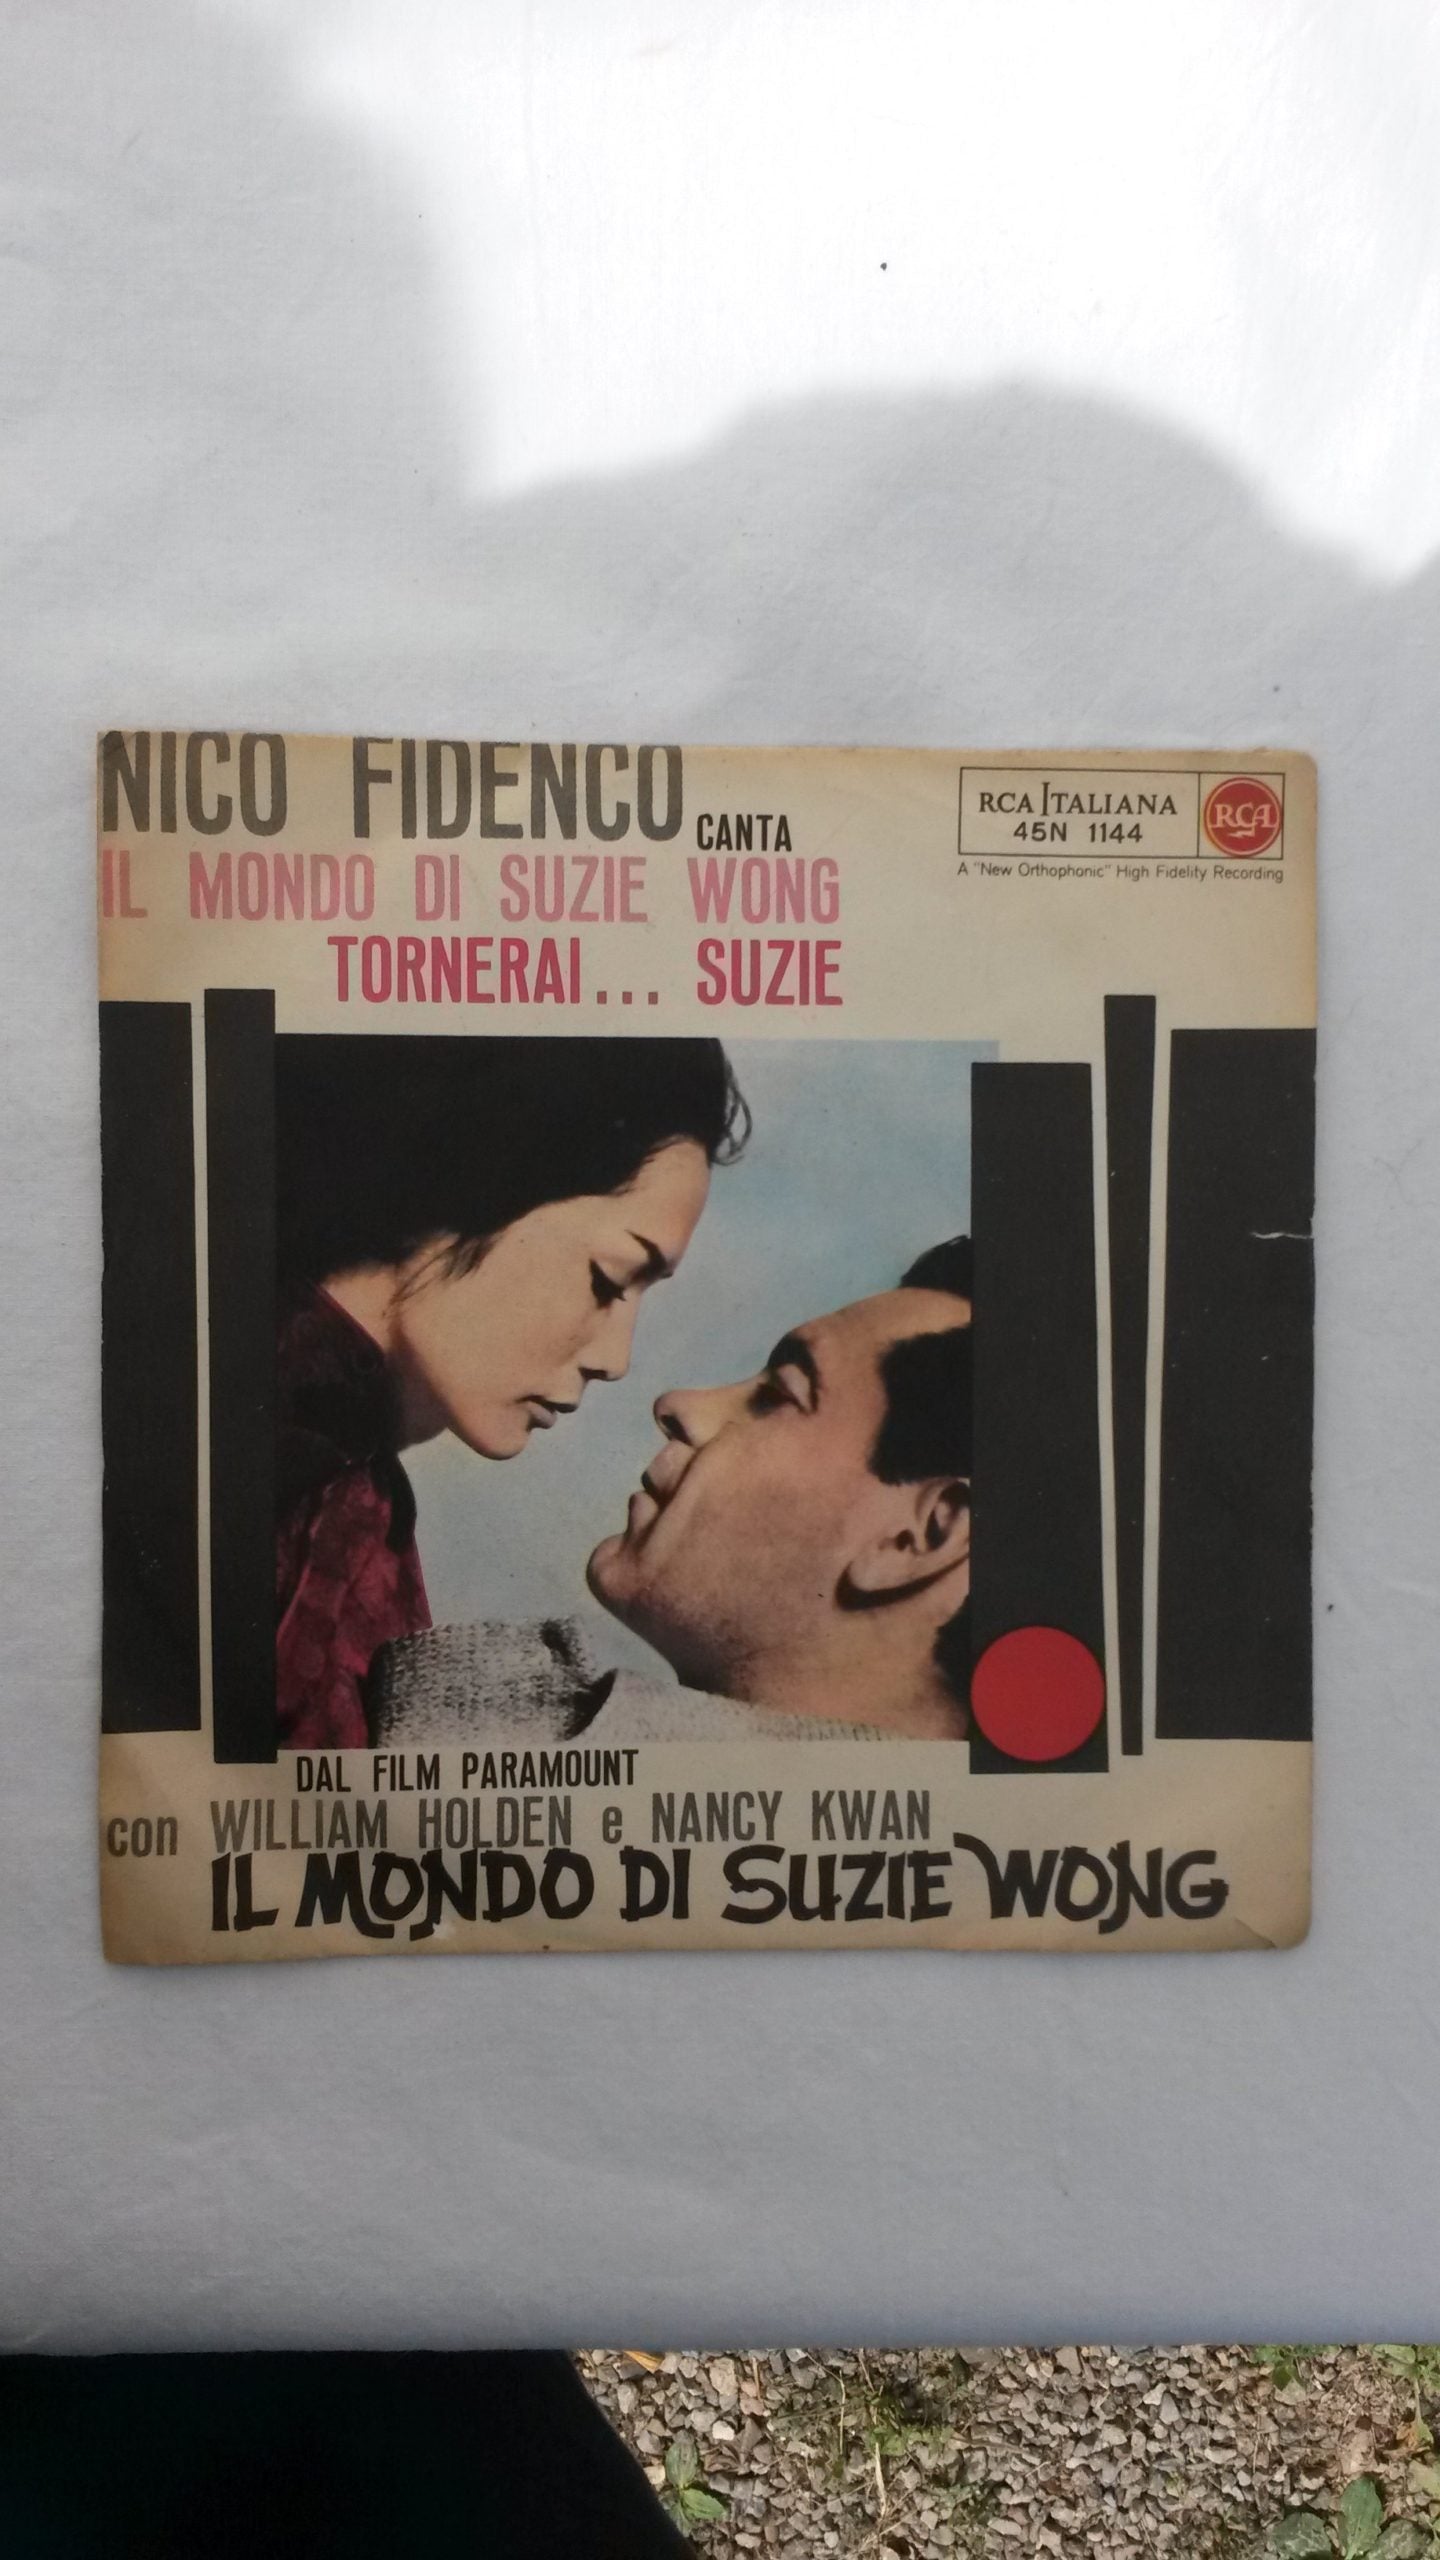 NICO FIDENCO CANTA
IL MONDO DI SUZIE WONG
TORNERAI... SUZIE
RCA ITALIANA
45N 1144
RCA
A "New Orthophonic" High Fidelity Recording
DAL FILM PARAMOUNT
con WILLIAM HOLDEN e NANCY KWAN
IL MONDO DI SUZIE WONG